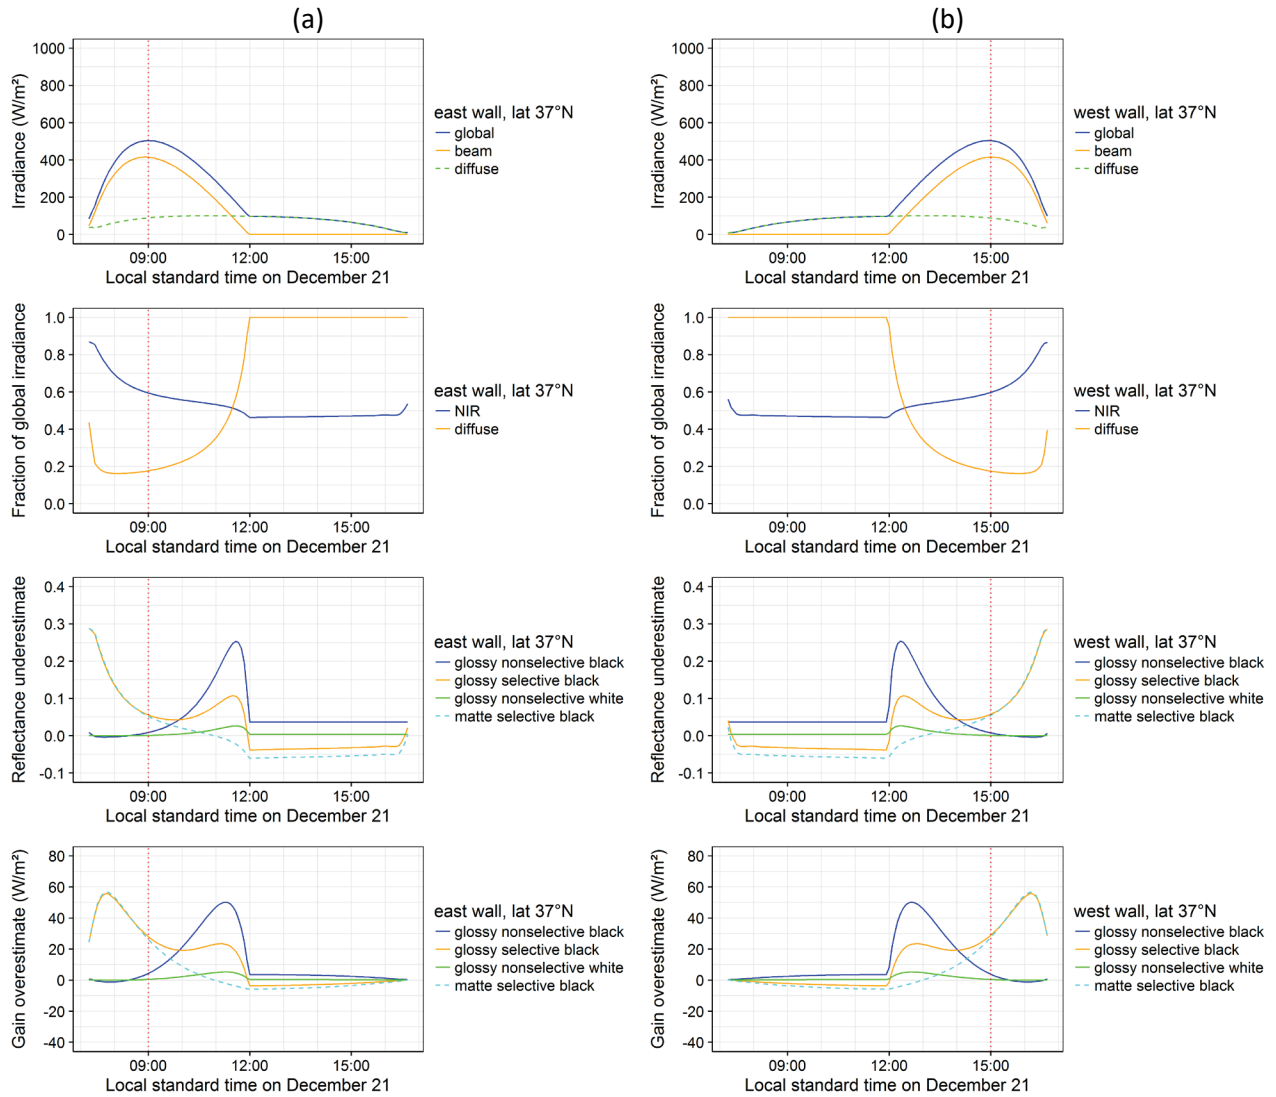 (a)
Irradiance (W/m²)
1000
800
600
400
200
0
09:00 12:00 15:00
Local standard time on December 21
east wall, lat 37°N
global
beam
diffuse
(b)
Irradiance (W/m²)
1000
800
600
400
200
0
09:00 12:00 15:00
Local standard time on December 21
west wall, lat 37°N
global
beam
diffuse
Fraction of global irradiance
1.0
0.8
0.6
0.4
0.2
0.0
09:00 12:00 15:00
Local standard time on December 21
east wall, lat 37°N
NIR
diffuse
Fraction of global irradiance
1.0
0.8
0.6
0.4
0.2
0.0
09:00 12:00 15:00
Local standard time on December 21
west wall, lat 37°N
NIR
diffuse
Reflectance underestimate
0.4
0.3
0.2
0.1
0.0
-0.1
09:00 12:00 15:00
Local standard time on December 21
east wall, lat 37°N
glossy nonselective black
glossy selective black
glossy nonselective white
matte selective black
Reflectance underestimate
0.4
0.3
0.2
0.1
0.0
-0.1
09:00 12:00 15:00
Local standard time on December 21
west wall, lat 37°N
glossy nonselective black
glossy selective black
glossy nonselective white
matte selective black
Gain overestimate (W/m²)
80
60
40
20
0
-20
-40
09:00 12:00 15:00
Local standard time on December 21
east wall, lat 37°N
glossy nonselective black
glossy selective black
glossy nonselective white
matte selective black
Gain overestimate (W/m²)
80
60
40
20
0
-20
-40
09:00 12:00 15:00
Local standard time on December 21
west wall, lat 37°N
glossy nonselective black
glossy selective black
glossy nonselective white
matte selective black